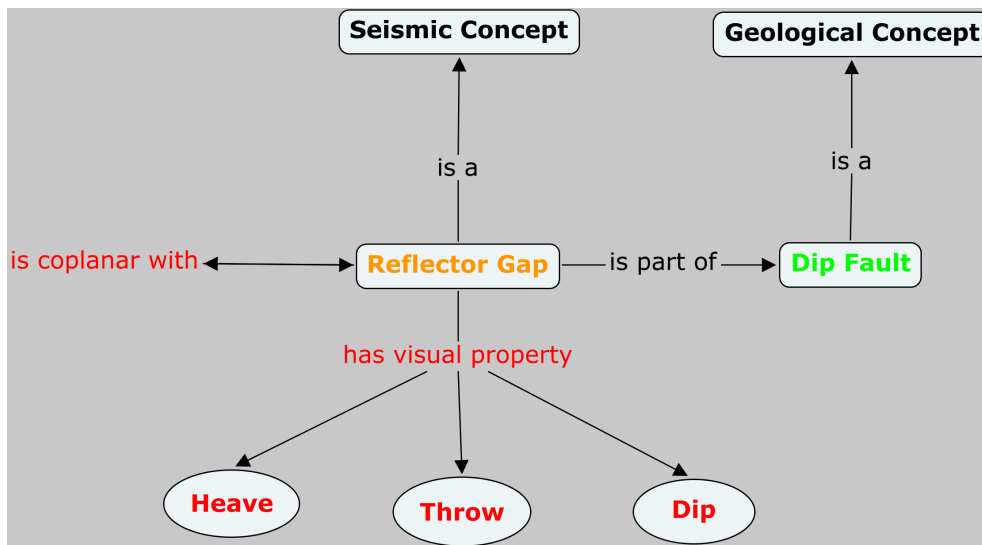 Seismic Concept
Geological Concept
is a
is a
is coplanar with
Reflector Gap
is part of
Dip Fault
has visual property
Heave
Throw
Dip